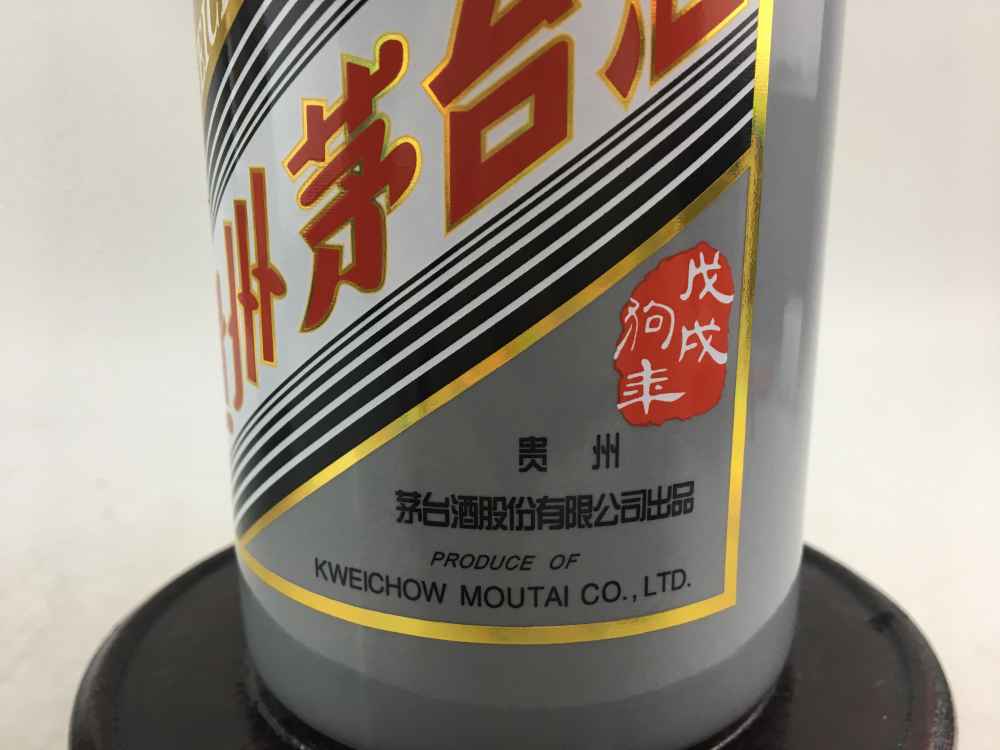 州茅台
戊戌
狗年
贵州
茅台酒股份有限公司出品
PRODUCE OF
KWEICHOW MOUTAI CO., LTD.